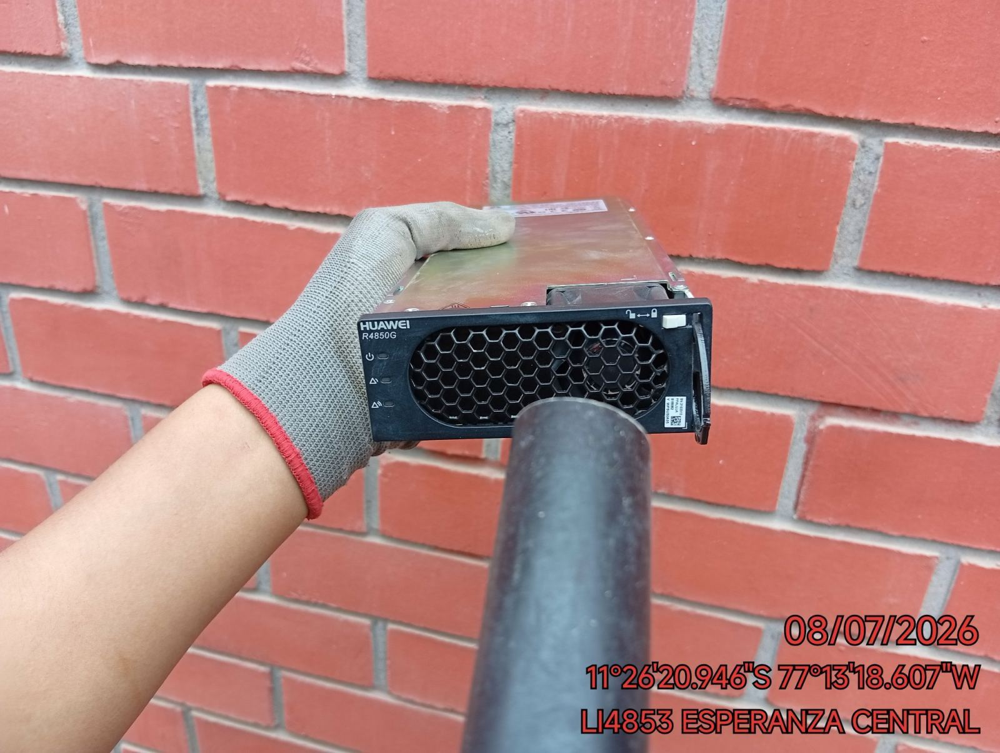 HUAWEI
R4850G
08/07/2026
11°26'20.946"S 77°13'18.607"W
LI4853 ESPERANZA CENTRAL